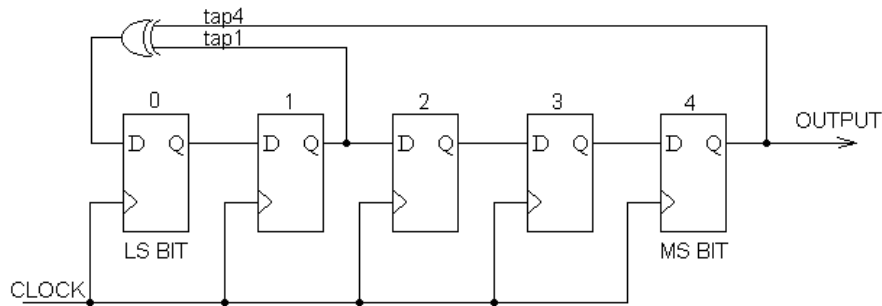 tap4
tap1
0 1 2 3 4
OUTPUT
D Q D Q D Q D Q D Q
LS BIT MS BIT
CLOCK